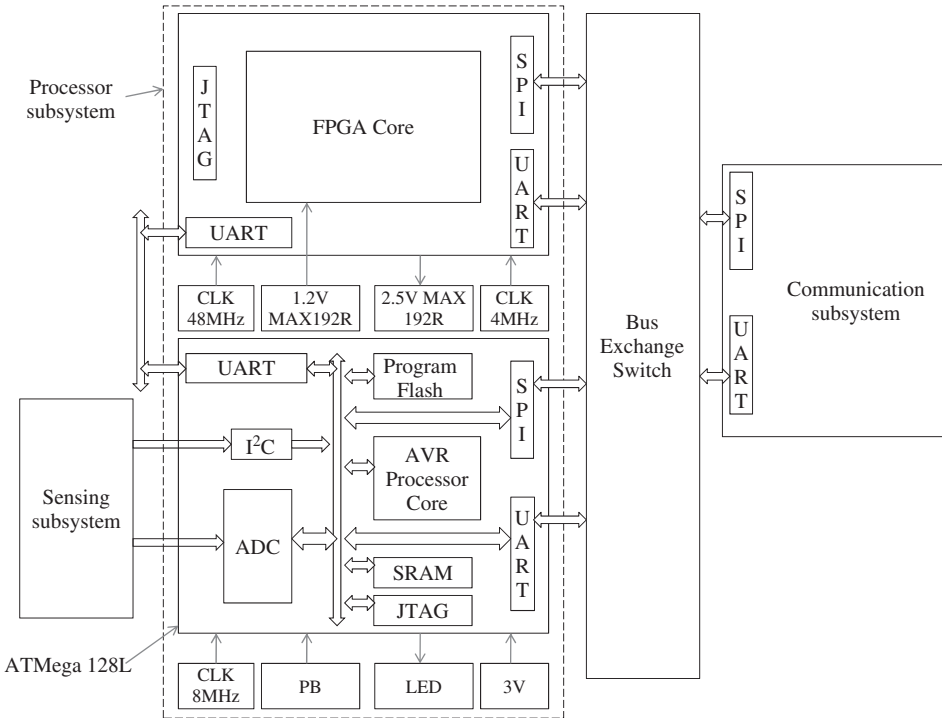 Processor
subsystem
J
T
A
G
FPGA Core
S
P
I
U
A
R
T
UART
CLK
48MHz
1.2V
MAX192R
2.5V MAX
192R
CLK
4MHz
Bus
Exchange
Switch
S
P
I
U
A
R
T
Communication
subsystem
UART
Program
Flash
S
P
I
I²C
AVR
Processor
Core
Sensing
subsystem
ADC
U
A
R
T
SRAM
JTAG
ATMega 128L
CLK
8MHz
PB
LED
3V